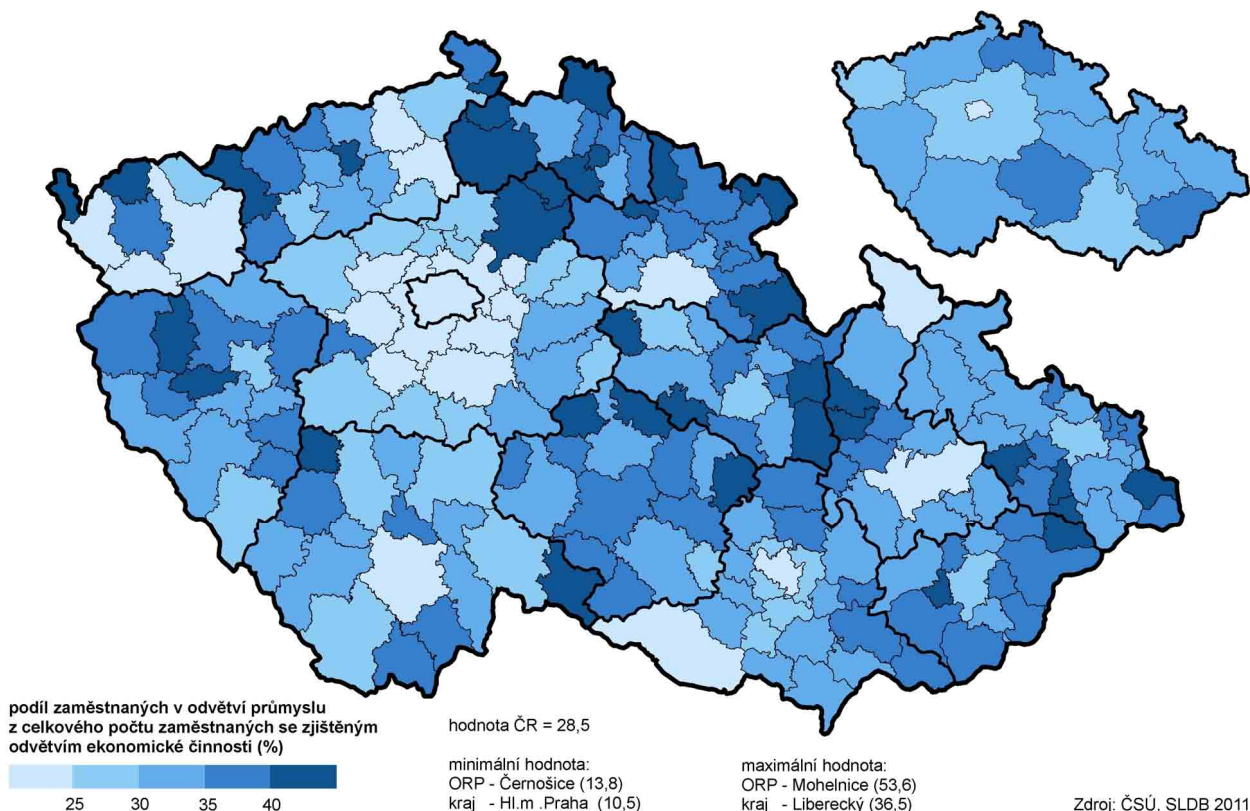 podíl zaměstnaných v odvětví průmyslu
z celkového počtu zaměstnaných se zjištěným
odvětvím ekonomické činnosti (%)
25 30 35 40
hodnota ČR = 28,5
minimální hodnota:
ORP - Černošice (13,8)
kraj - Hl.m .Praha (10,5)
maximální hodnota:
ORP - Mohelnice (53,6)
kraj - Liberecký (36,5)
Zdroj: ČSÚ, SLDB 2011